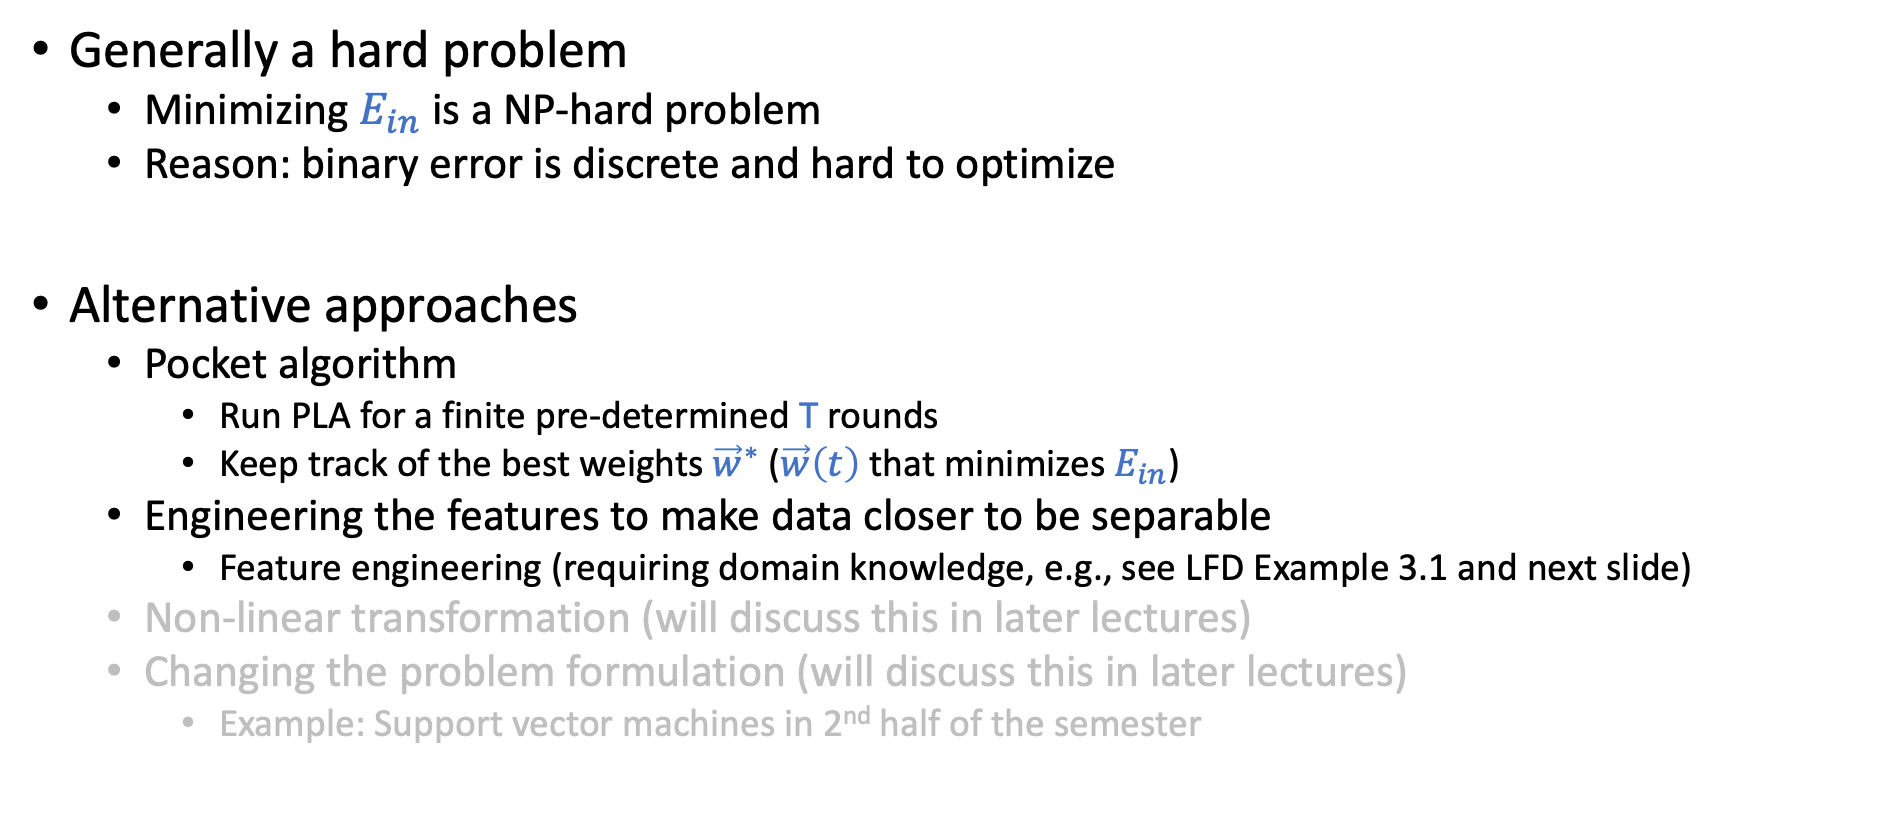 • Generally a hard problem
• Minimizing E_in is a NP-hard problem
• Reason: binary error is discrete and hard to optimize
• Alternative approaches
• Pocket algorithm
• Run PLA for a finite pre-determined T rounds
• Keep track of the best weights w⃗* (w⃗(t) that minimizes E_in)
• Engineering the features to make data closer to be separable
• Feature engineering (requiring domain knowledge, e.g., see LFD Example 3.1 and next slide)
• Non-linear transformation (will discuss this in later lectures)
• Changing the problem formulation (will discuss this in later lectures)
• Example: Support vector machines in 2nd half of the semester